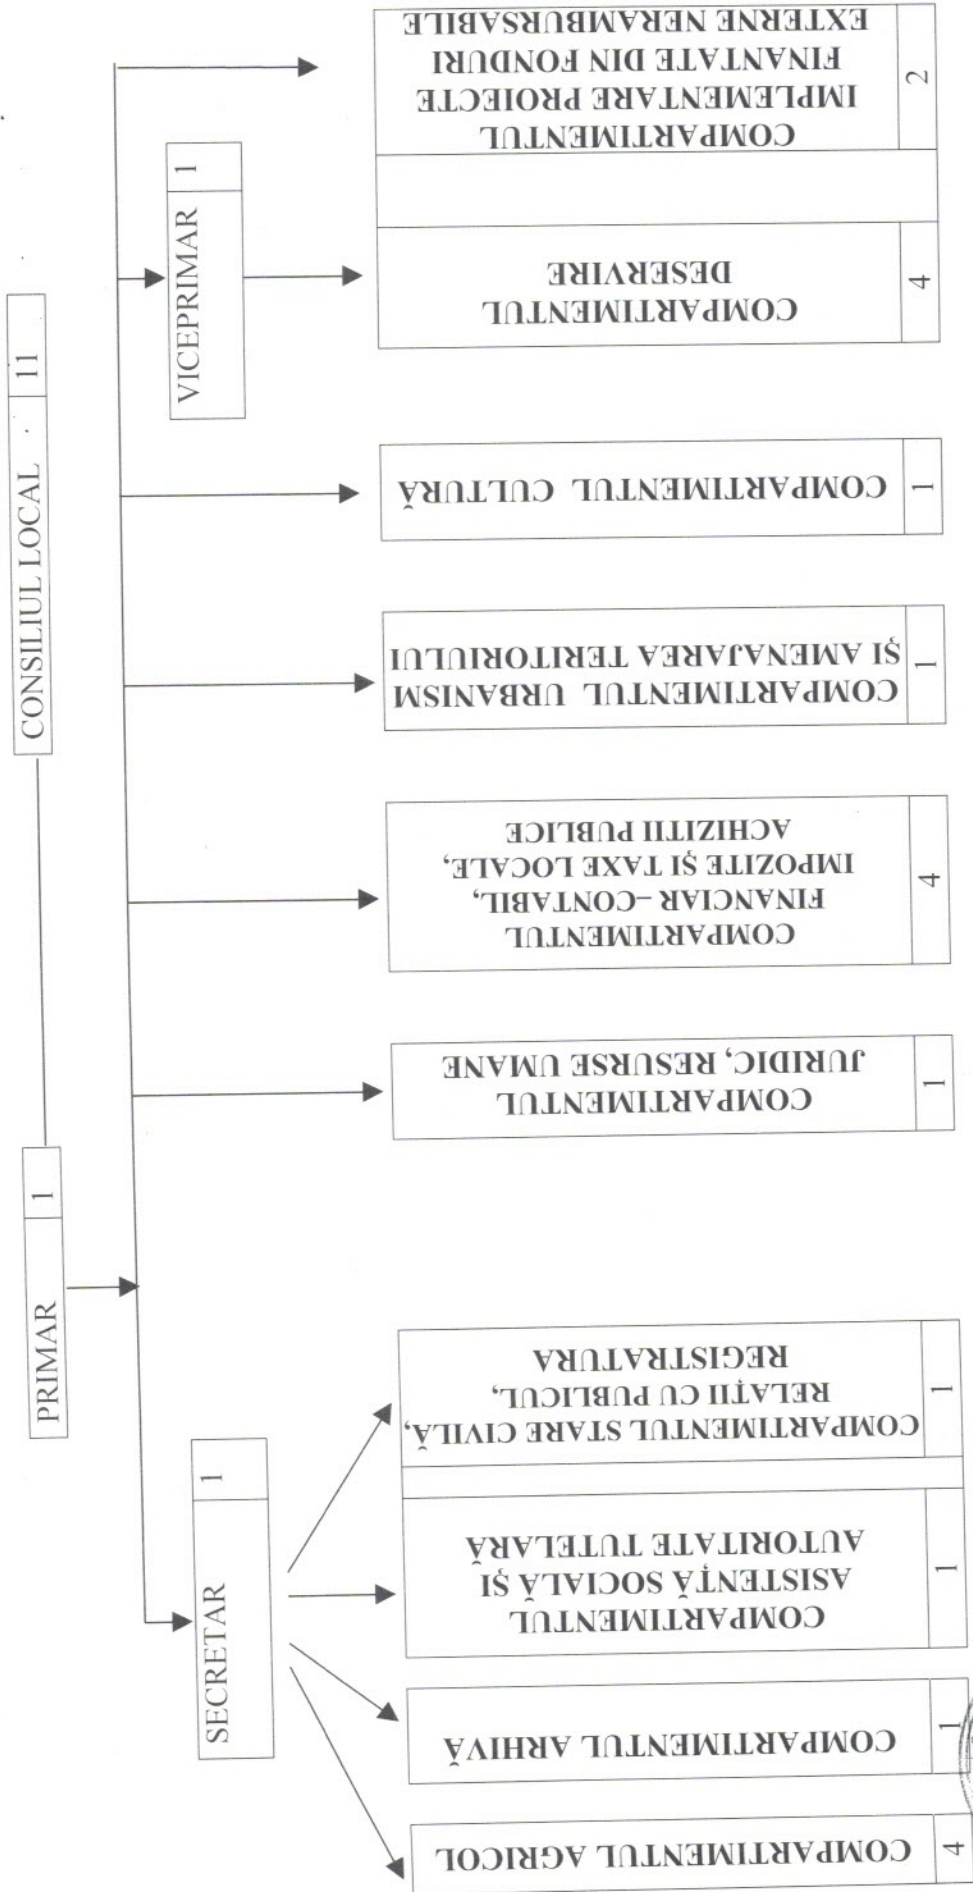 CONSILIUL LOCAL 11
PRIMAR 1
VICEPRIMAR 1
SECRETAR 1
COMPARTIMENTUL AGRICOL
4
COMPARTIMENTUL ARHIVĂ
1
COMPARTIMENTUL
ASISTENȚĂ SOCIALĂ ȘI
AUTORITATE TUTELARĂ
1
COMPARTIMENTUL STARE CIVILĂ,
RELAȚII CU PUBLICUL,
REGISTRATURA
1
COMPARTIMENTUL
JURIDIC, RESURSE UMANE
1
COMPARTIMENTUL
FINANCIAR –CONTABIL,
IMPOZITE ȘI TAXE LOCALE,
ACHIZITII PUBLICE
4
COMPARTIMENTUL URBANISM
ȘI AMENAJAREA TERITORIULUI
1
COMPARTIMENTUL CULTURĂ
1
COMPARTIMENTUL
DESERVIRE
4
COMPARTIMENTUL
IMPLEMENTARE PROIECTE
FINANTATE DIN FONDURI
EXTERNE NERAMBURSABILE
2